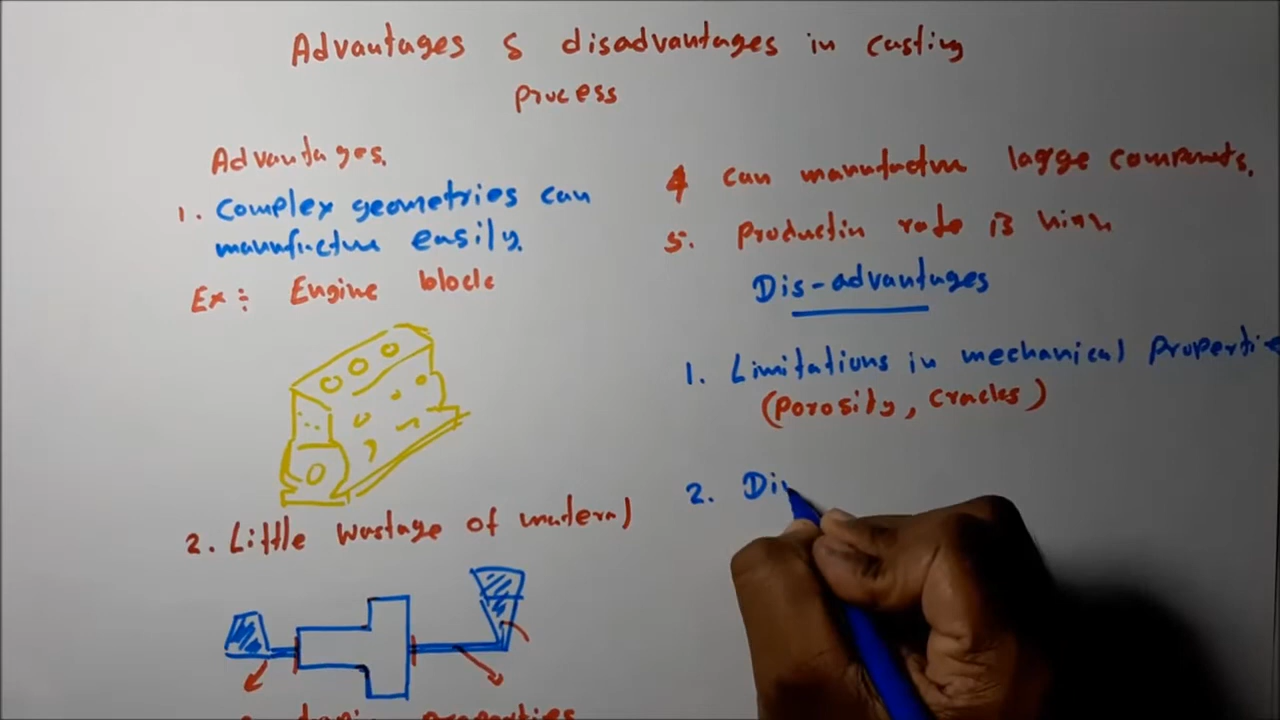 Advantages & disadvantages in casting
process
Advantages.
1. Complex geometries can
manufacture easily.
Ex: Engine block
2. Little wastage of material
properties
4 can manufacture large components.
5. Production rate is high
Dis-advantages
1. Limitations in mechanical Propertie
(Porosity, cracks)
2. Di